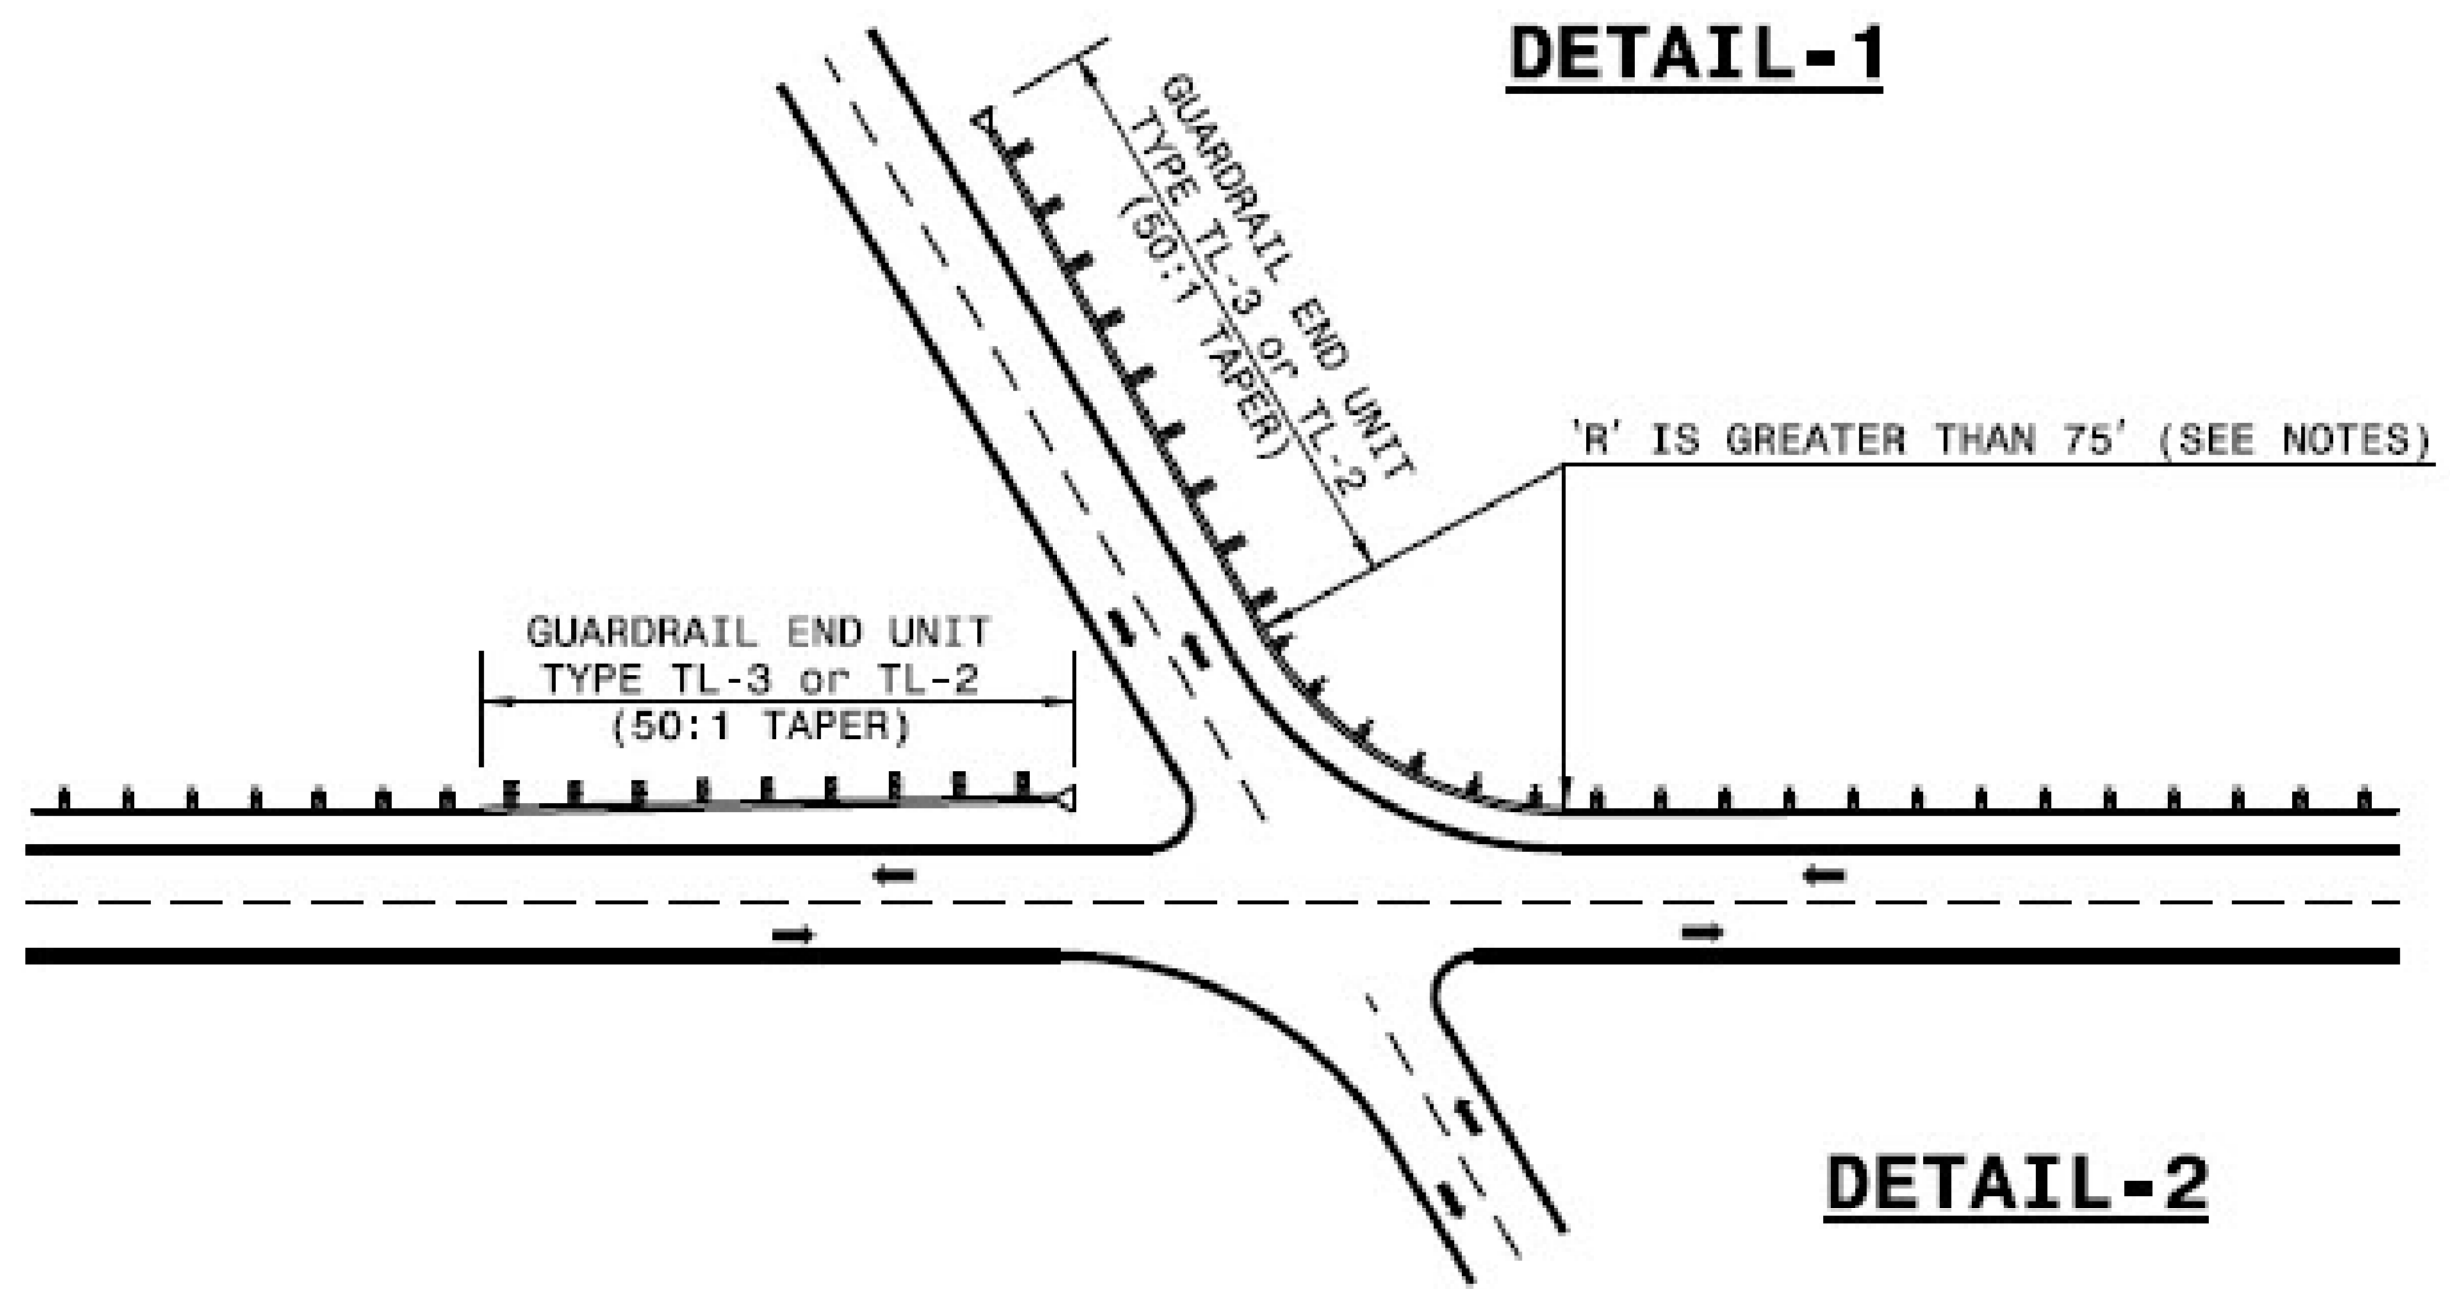 DETAIL-1
GUARDRAIL END UNIT
TYPE TL-3 or TL-2
(50:1 TAPER)
'R' IS GREATER THAN 75' (SEE NOTES)
GUARDRAIL END UNIT
TYPE TL-3 or TL-2
(50:1 TAPER)
DETAIL-2